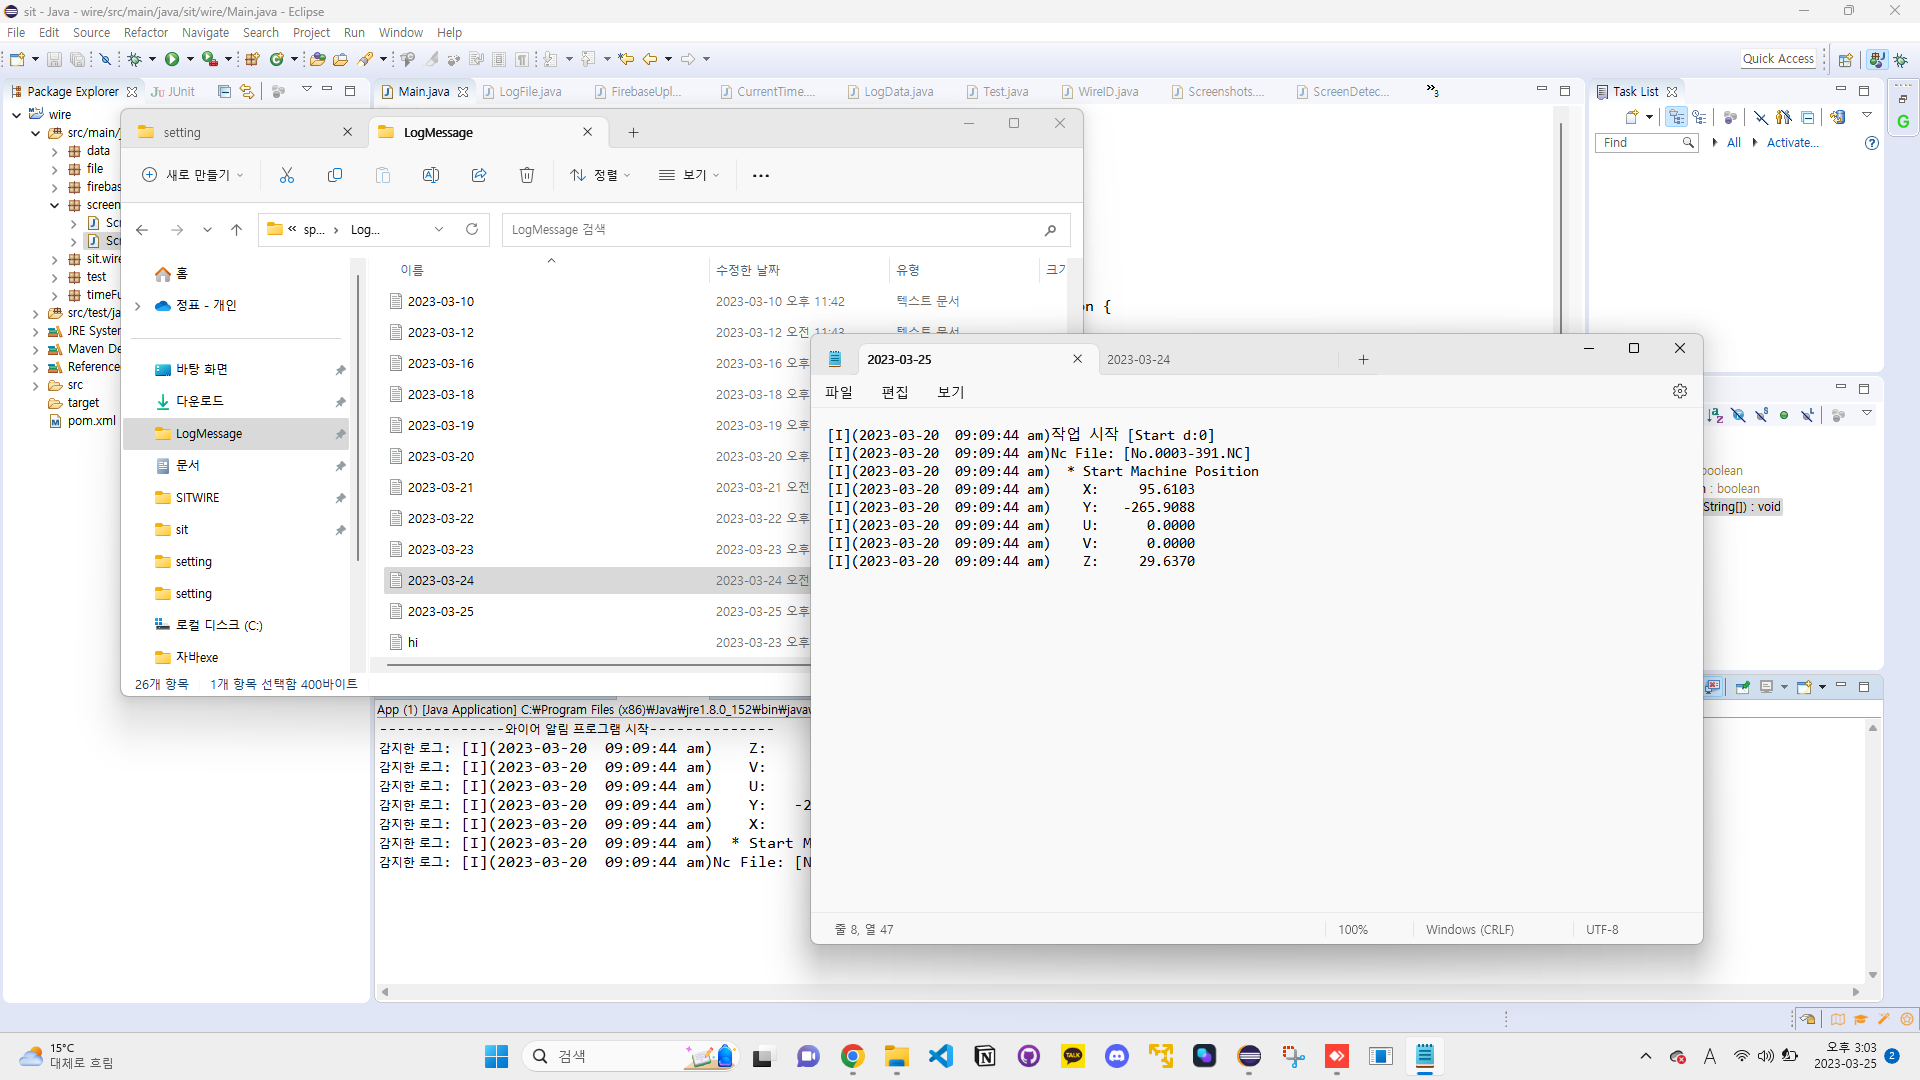 sit - Java - wire/src/main/java/sit/wire/Main.java - Eclipse
File Edit Source Refactor Navigate Search Project Run Window Help
Quick Access
Package Explorer JUnit
Main.java LogFile.java FirebaseUpl... CurrentTime.... LogData.java Test.java WireID.java Screenshots.... ScreenDetec... »3
Task List
Find All Activate...
wire
src/main/
data
file
firebas
screen
Scr
Scr
sit.wire
test
timeFu
src/test/ja
JRE System
Maven De
Reference
src
target
pom.xml
setting
LogMessage
새로 만들기
정렬
보기
« sp... › Log...
LogMessage 검색
홈
정표 - 개인
바탕 화면
다운로드
LogMessage
문서
SITWIRE
sit
setting
setting
로컬 디스크 (C:)
자바exe
이름 수정한 날짜 유형 크기
2023-03-10 2023-03-10 오후 11:42 텍스트 문서
2023-03-12 2023-03-12 오전 11:43 텍스트 문서
2023-03-16 2023-03-16 오후
2023-03-18 2023-03-18 오후
2023-03-19 2023-03-19 오후
2023-03-20 2023-03-20 오후
2023-03-21 2023-03-21 오전
2023-03-22 2023-03-22 오후
2023-03-23 2023-03-23 오후
2023-03-24 2023-03-24 오전
2023-03-25 2023-03-25 오후
hi 2023-03-23 오후
26개 항목 1개 항목 선택함 400바이트
n {
boolean
n : boolean
String[]) : void
2023-03-25
2023-03-24
파일 편집 보기
[I](2023-03-20  09:09:44 am)작업 시작 [Start d:0]
[I](2023-03-20  09:09:44 am)Nc File: [No.0003-391.NC]
[I](2023-03-20  09:09:44 am)  * Start Machine Position
[I](2023-03-20  09:09:44 am)    X:     95.6103
[I](2023-03-20  09:09:44 am)    Y:   -265.9088
[I](2023-03-20  09:09:44 am)    U:      0.0000
[I](2023-03-20  09:09:44 am)    V:      0.0000
[I](2023-03-20  09:09:44 am)    Z:     29.6370
줄 8, 열 47 100% Windows (CRLF) UTF-8
App (1) [Java Application] C:₩Program Files (x86)₩Java₩jre1.8.0_152₩bin₩javaw
--------------와이어 알림 프로그램 시작--------------
감지한 로그: [I](2023-03-20  09:09:44 am)    Z:
감지한 로그: [I](2023-03-20  09:09:44 am)    V:
감지한 로그: [I](2023-03-20  09:09:44 am)    U:
감지한 로그: [I](2023-03-20  09:09:44 am)    Y:   -2
감지한 로그: [I](2023-03-20  09:09:44 am)    X:
감지한 로그: [I](2023-03-20  09:09:44 am)  * Start M
감지한 로그: [I](2023-03-20  09:09:44 am)Nc File: [N
15°C
대체로 흐림
검색
TALK
A
오후 3:03
2023-03-25
2